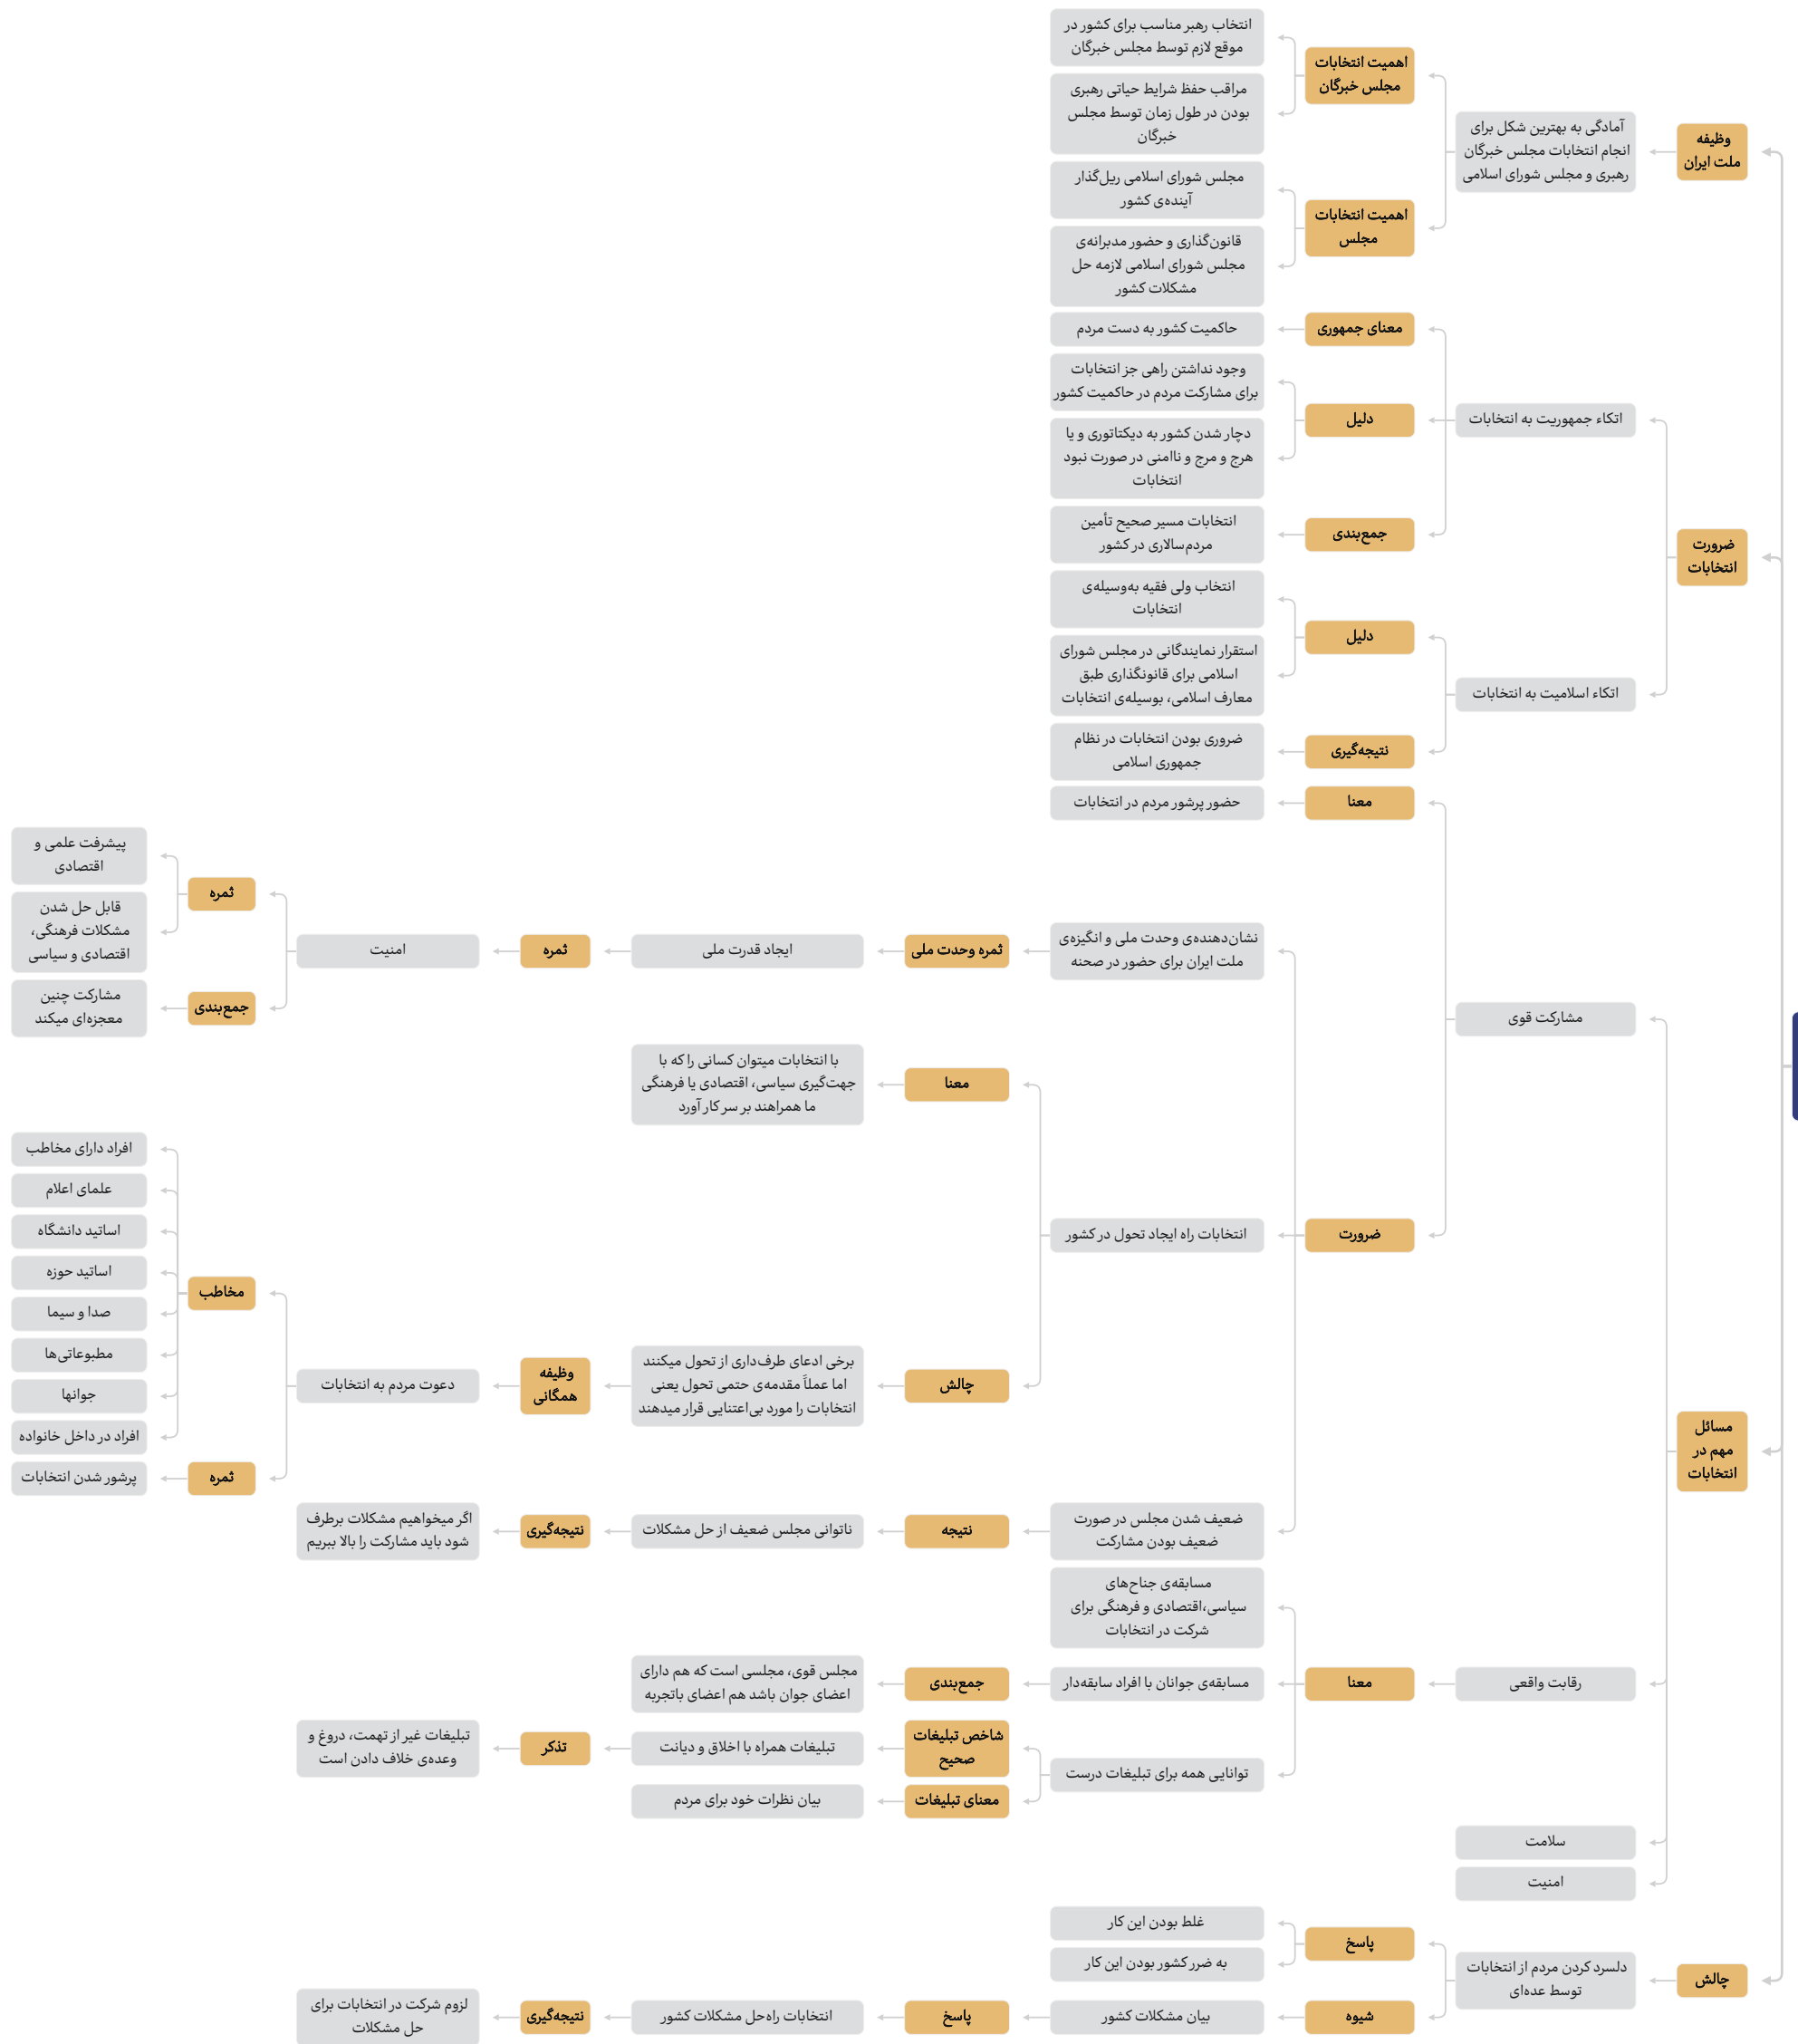 وظیفه
ملت ایران
آمادگی به بهترین شکل برای
انجام انتخابات مجلس خبرگان
رهبری و مجلس شورای اسلامی
اهمیت انتخابات
مجلس خبرگان
انتخاب رهبر مناسب برای کشور در
موقع لازم توسط مجلس خبرگان
مراقب حفظ شرایط حیاتی رهبری
بودن در طول زمان توسط مجلس
خبرگان
اهمیت انتخابات
مجلس
مجلس شورای اسلامی ریل‌گذار
آینده‌ی کشور
قانون‌گذاری و حضور مدبرانه‌ی
مجلس شورای اسلامی لازمه حل
مشکلات کشور
ضرورت
انتخابات
اتکاء جمهوریت به انتخابات
معنای جمهوری
حاکمیت کشور به دست مردم
دلیل
وجود نداشتن راهی جز انتخابات
برای مشارکت مردم در حاکمیت کشور
دچار شدن کشور به دیکتاتوری و یا
هرج و مرج و ناامنی در صورت نبود
انتخابات
جمع‌بندی
انتخابات مسیر صحیح تأمین
مردم‌سالاری در کشور
اتکاء اسلامیت به انتخابات
دلیل
انتخاب ولی فقیه به‌وسیله‌ی
انتخابات
استقرار نمایندگانی در مجلس شورای
اسلامی برای قانونگذاری طبق
معارف اسلامی، بوسیله‌ی انتخابات
نتیجه‌گیری
ضروری بودن انتخابات در نظام
جمهوری اسلامی
مسائل
مهم در
انتخابات
مشارکت قوی
معنا
حضور پرشور مردم در انتخابات
ضرورت
نشان‌دهنده‌ی وحدت ملی و انگیزه‌ی
ملت ایران برای حضور در صحنه
ثمره وحدت ملی
ایجاد قدرت ملی
ثمره
امنیت
ثمره
پیشرفت علمی و
اقتصادی
قابل حل شدن
مشکلات فرهنگی،
اقتصادی و سیاسی
جمع‌بندی
مشارکت چنین
معجزه‌ای میکند
انتخابات راه ایجاد تحول در کشور
معنا
با انتخابات میتوان کسانی را که با
جهت‌گیری سیاسی، اقتصادی یا فرهنگی
ما همراهند بر سر کار آورد
چالش
برخی ادعای طرف‌داری از تحول میکنند
اما عملاً مقدمه‌ی حتمی تحول یعنی
انتخابات را مورد بی‌اعتنایی قرار میدهند
وظیفه
همگانی
دعوت مردم به انتخابات
مخاطب
افراد دارای مخاطب
علمای اعلام
اساتید دانشگاه
اساتید حوزه
صدا و سیما
مطبوعاتی‌ها
جوانها
افراد در داخل خانواده
ثمره
پرشور شدن انتخابات
ضعیف شدن مجلس در صورت
ضعیف بودن مشارکت
نتیجه
ناتوانی مجلس ضعیف از حل مشکلات
نتیجه‌گیری
اگر میخواهیم مشکلات برطرف
شود باید مشارکت را بالا ببریم
رقابت واقعی
معنا
مسابقه‌ی جناح‌های
سیاسی،اقتصادی و فرهنگی برای
شرکت در انتخابات
مسابقه‌ی جوانان با افراد سابقه‌دار
جمع‌بندی
مجلس قوی، مجلسی است که هم دارای
اعضای جوان باشد هم اعضای باتجربه
توانایی همه برای تبلیغات درست
شاخص تبلیغات
صحیح
تبلیغات همراه با اخلاق و دیانت
تذکر
تبلیغات غیر از تهمت، دروغ و
وعده‌ی خلاف دادن است
معنای تبلیغات
بیان نظرات خود برای مردم
سلامت
امنیت
چالش
دلسرد کردن مردم از انتخابات
توسط عده‌ای
پاسخ
غلط بودن این کار
به ضرر کشور بودن این کار
شیوه
بیان مشکلات کشور
پاسخ
انتخابات راه‌حل مشکلات کشور
نتیجه‌گیری
لزوم شرکت در انتخابات برای
حل مشکلات